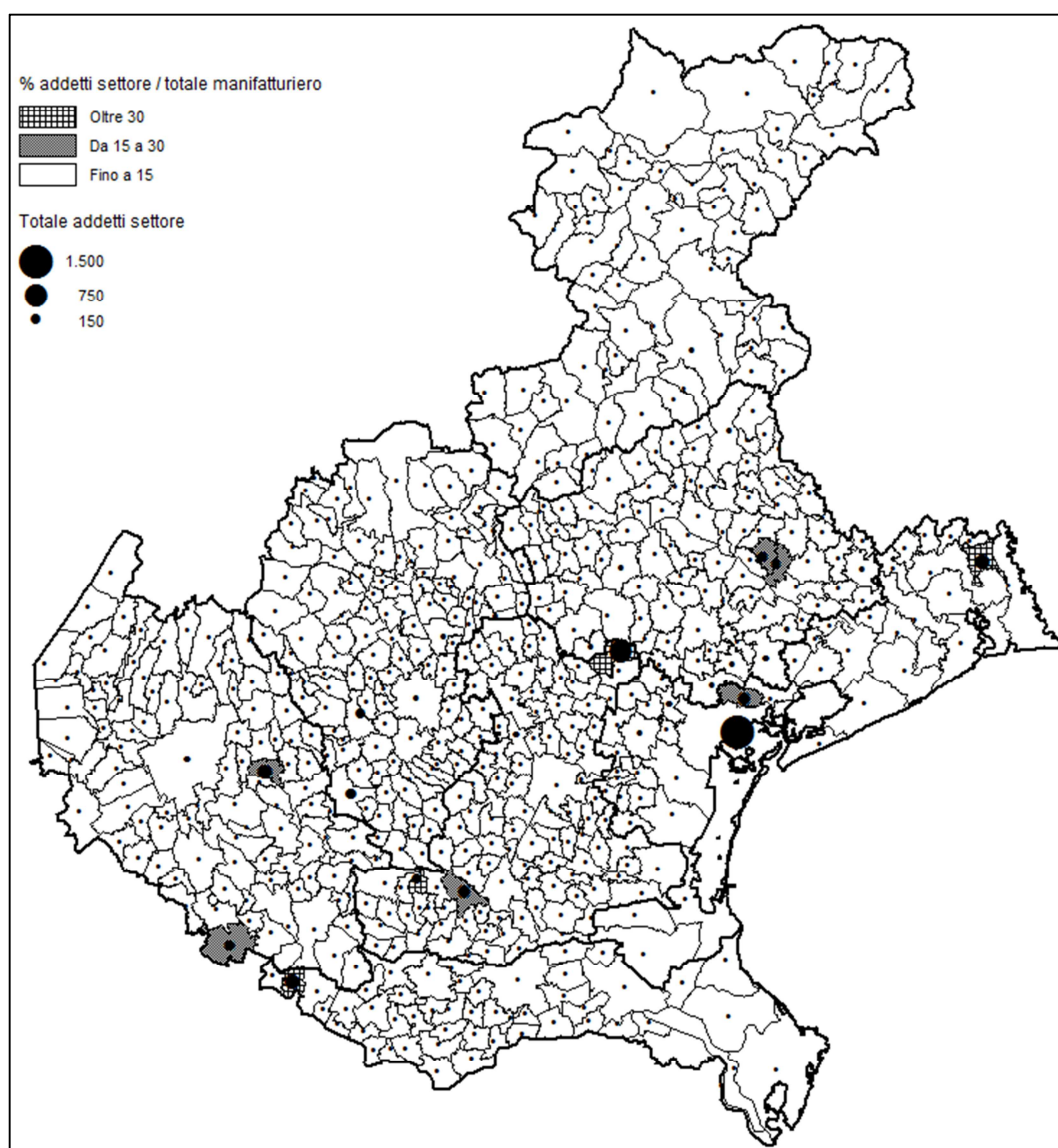 % addetti settore / totale manifatturiero
Oltre 30
Da 15 a 30
Fino a 15
Totale addetti settore
1.500
750
150